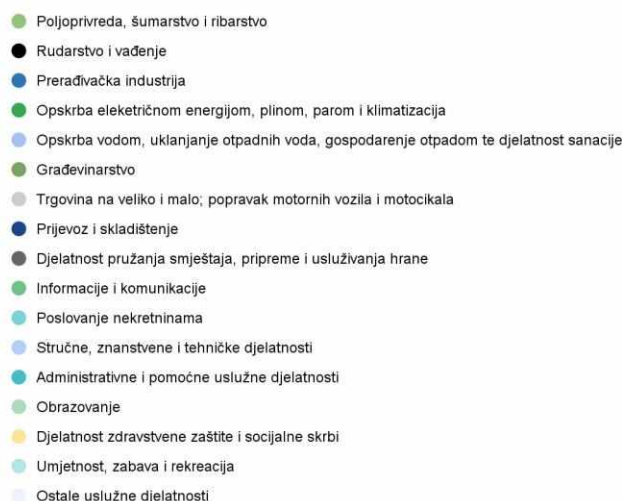 Poljoprivreda, šumarstvo i ribarstvo
Rudarstvo i vađenje
Prerađivačka industrija
Opskrba eleketričnom energijom, plinom, parom i klimatizacija
Opskrba vodom, uklanjanje otpadnih voda, gospodarenje otpadom te djelatnost sanacije
Građevinarstvo
Trgovina na veliko i malo; popravak motornih vozila i motocikala
Prijevoz i skladištenje
Djelatnost pružanja smještaja, pripreme i usluživanja hrane
Informacije i komunikacije
Poslovanje nekretninama
Stručne, znanstvene i tehničke djelatnosti
Administrativne i pomoćne uslužne djelatnosti
Obrazovanje
Djelatnost zdravstvene zaštite i socijalne skrbi
Umjetnost, zabava i rekreacija
Ostale uslužne djelatnosti